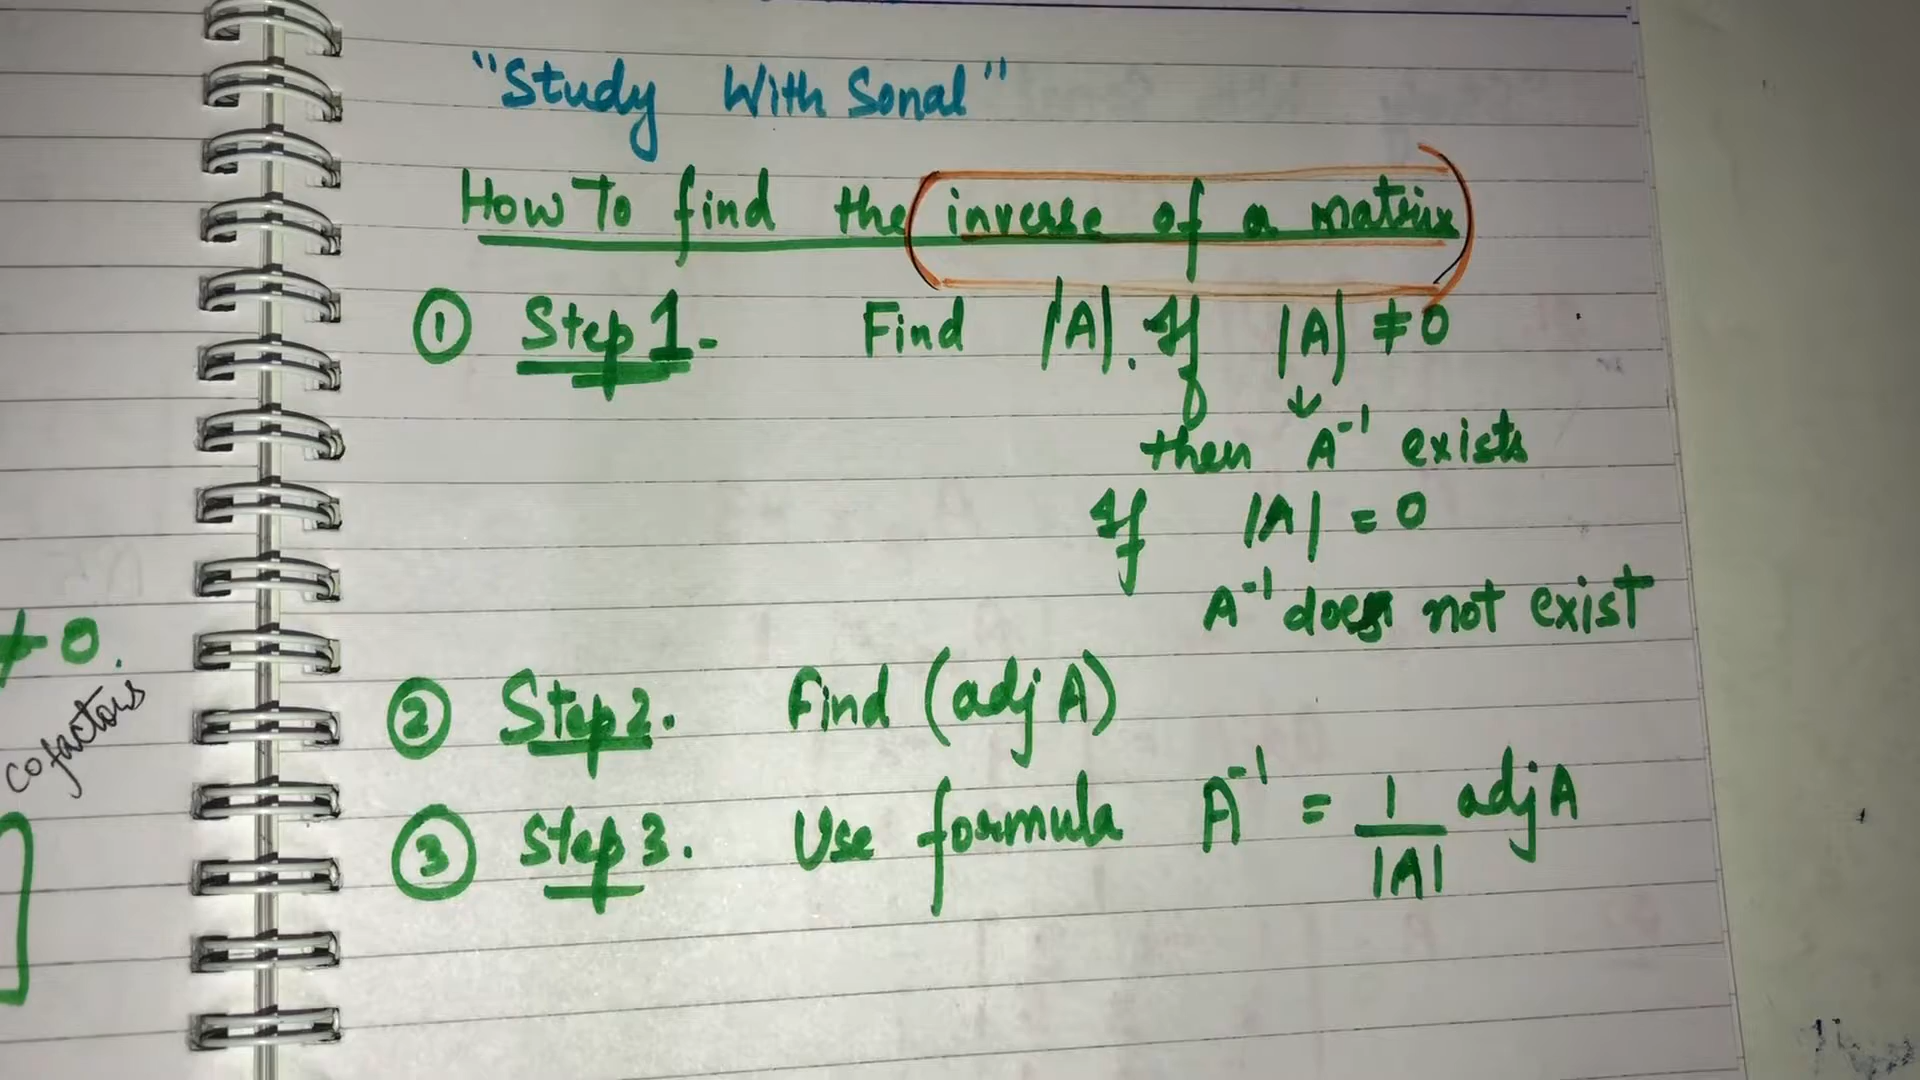 "Study With Sonal"
How To find the inverse of a matrix
① Step 1. Find |A|. If |A| ≠ 0
↓
then A⁻¹ exists
If |A| = 0
A⁻¹ does not exist
② Step 2. Find (adj A)
③ Step 3. Use formula A⁻¹ = 1/|A| adj A
≠ 0.
cofactors